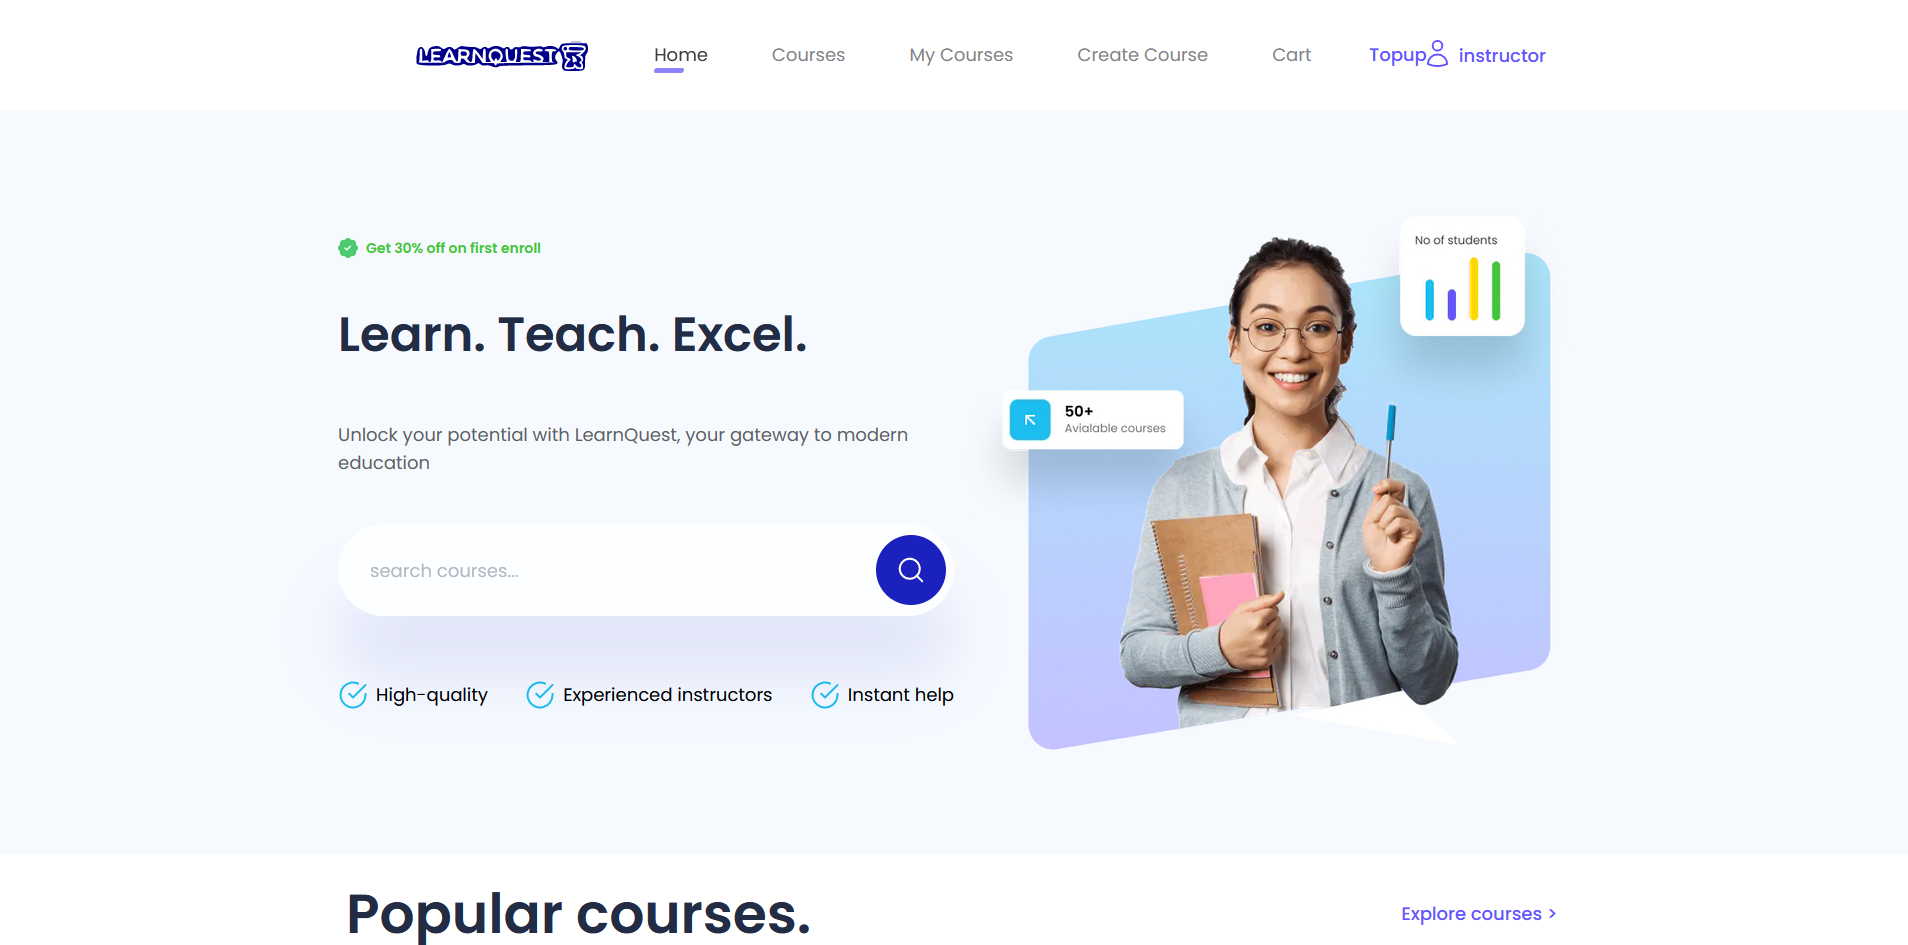 LEARNQUEST
Home
Courses
My Courses
Create Course
Cart
Topup
instructor
Get 30% off on first enroll
Learn. Teach. Excel.
Unlock your potential with LearnQuest, your gateway to modern
education
search courses...
High-quality
Experienced instructors
Instant help
No of students
50+
Avialable courses
Popular courses.
Explore courses >